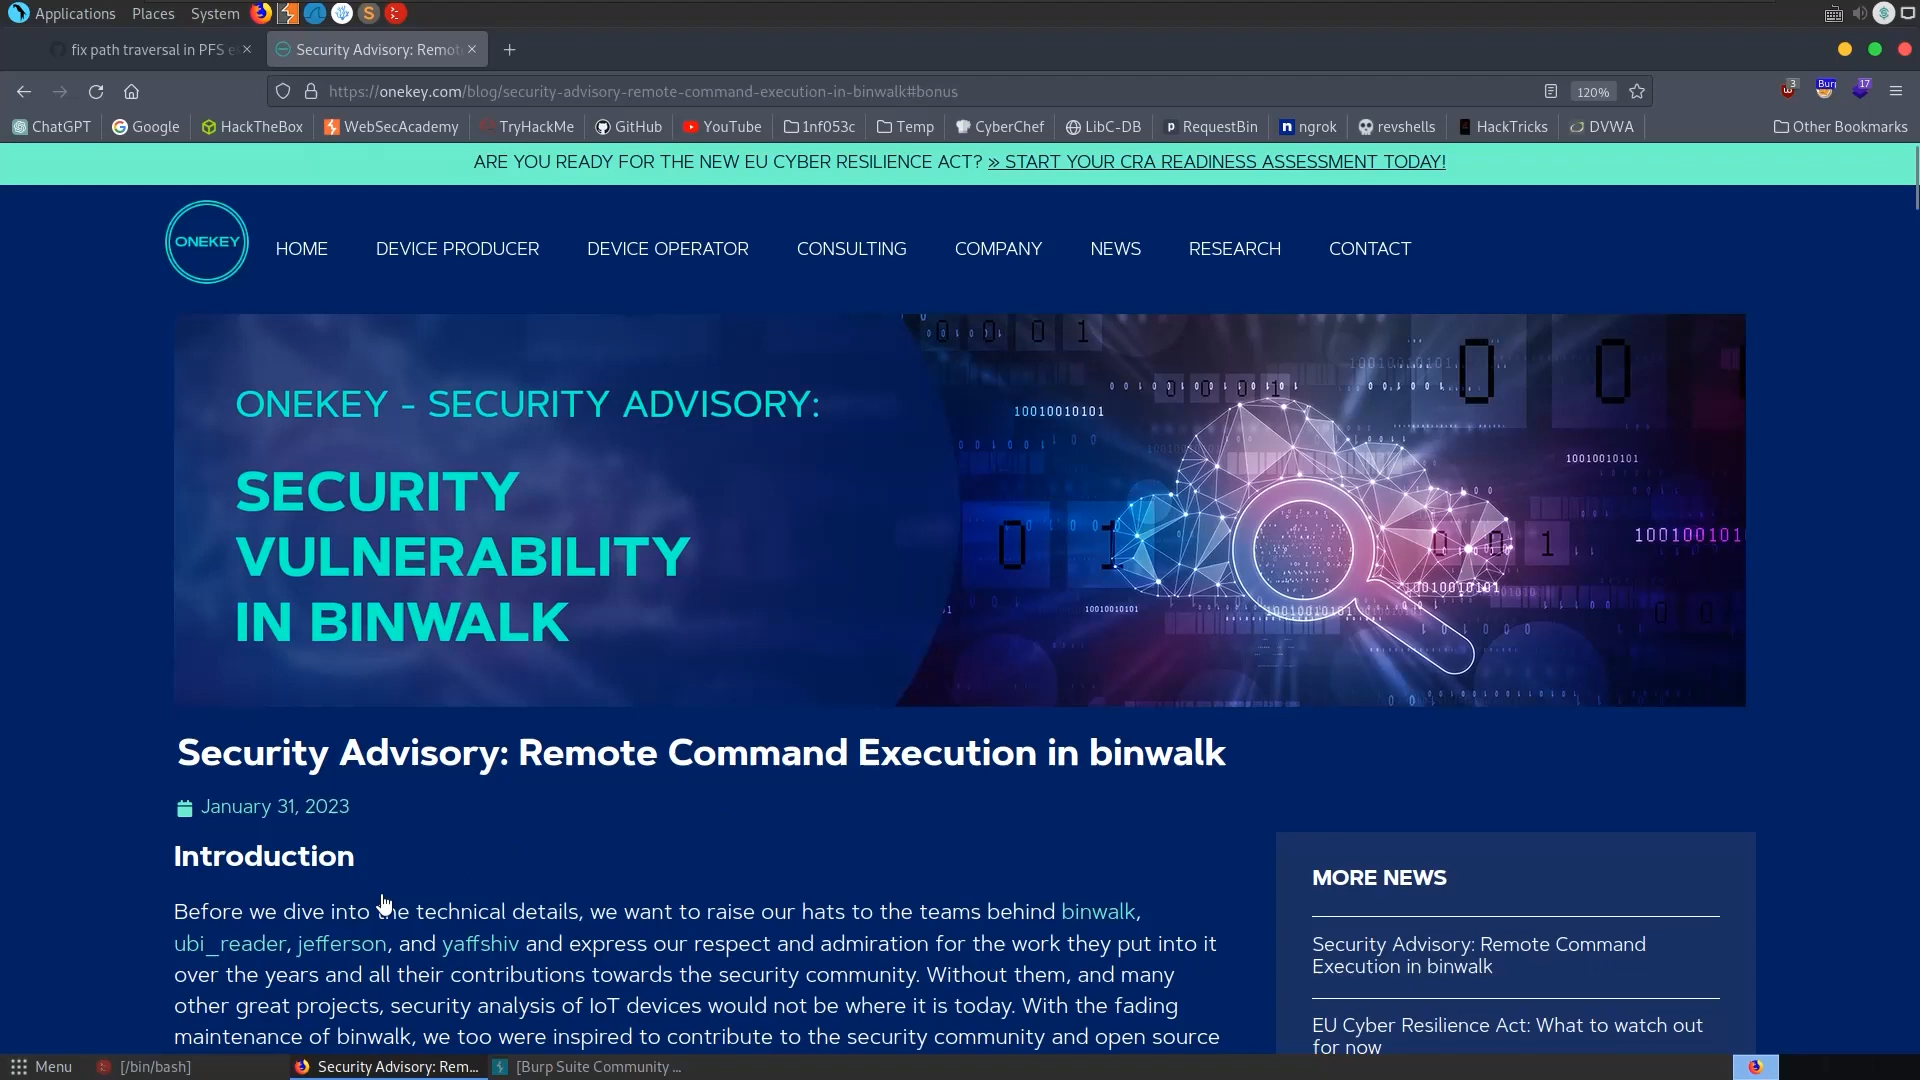 Applications Places System
fix path traversal in PFS e
Security Advisory: Remot
https://onekey.com/blog/security-advisory-remote-command-execution-in-binwalk#bonus
120%
3
Burp
17
ChatGPT Google HackTheBox WebSecAcademy TryHackMe GitHub YouTube 1nf053c Temp CyberChef LibC-DB RequestBin ngrok revshells HackTricks DVWA Other Bookmarks
ARE YOU READY FOR THE NEW EU CYBER RESILIENCE ACT? » START YOUR CRA READINESS ASSESSMENT TODAY!
ONEKEY
HOME DEVICE PRODUCER DEVICE OPERATOR CONSULTING COMPANY NEWS RESEARCH CONTACT
ONEKEY - SECURITY ADVISORY:
SECURITY
VULNERABILITY
IN BINWALK
Security Advisory: Remote Command Execution in binwalk
January 31, 2023
Introduction
Before we dive into the technical details, we want to raise our hats to the teams behind binwalk,
ubi_reader, jefferson, and yaffshiv and express our respect and admiration for the work they put into it
over the years and all their contributions towards the security community. Without them, and many
other great projects, security analysis of IoT devices would not be where it is today. With the fading
maintenance of binwalk, we too were inspired to contribute to the security community and open source
MORE NEWS
Security Advisory: Remote Command
Execution in binwalk
EU Cyber Resilience Act: What to watch out
for now
Menu [/bin/bash] Security Advisory: Rem... [Burp Suite Community ...